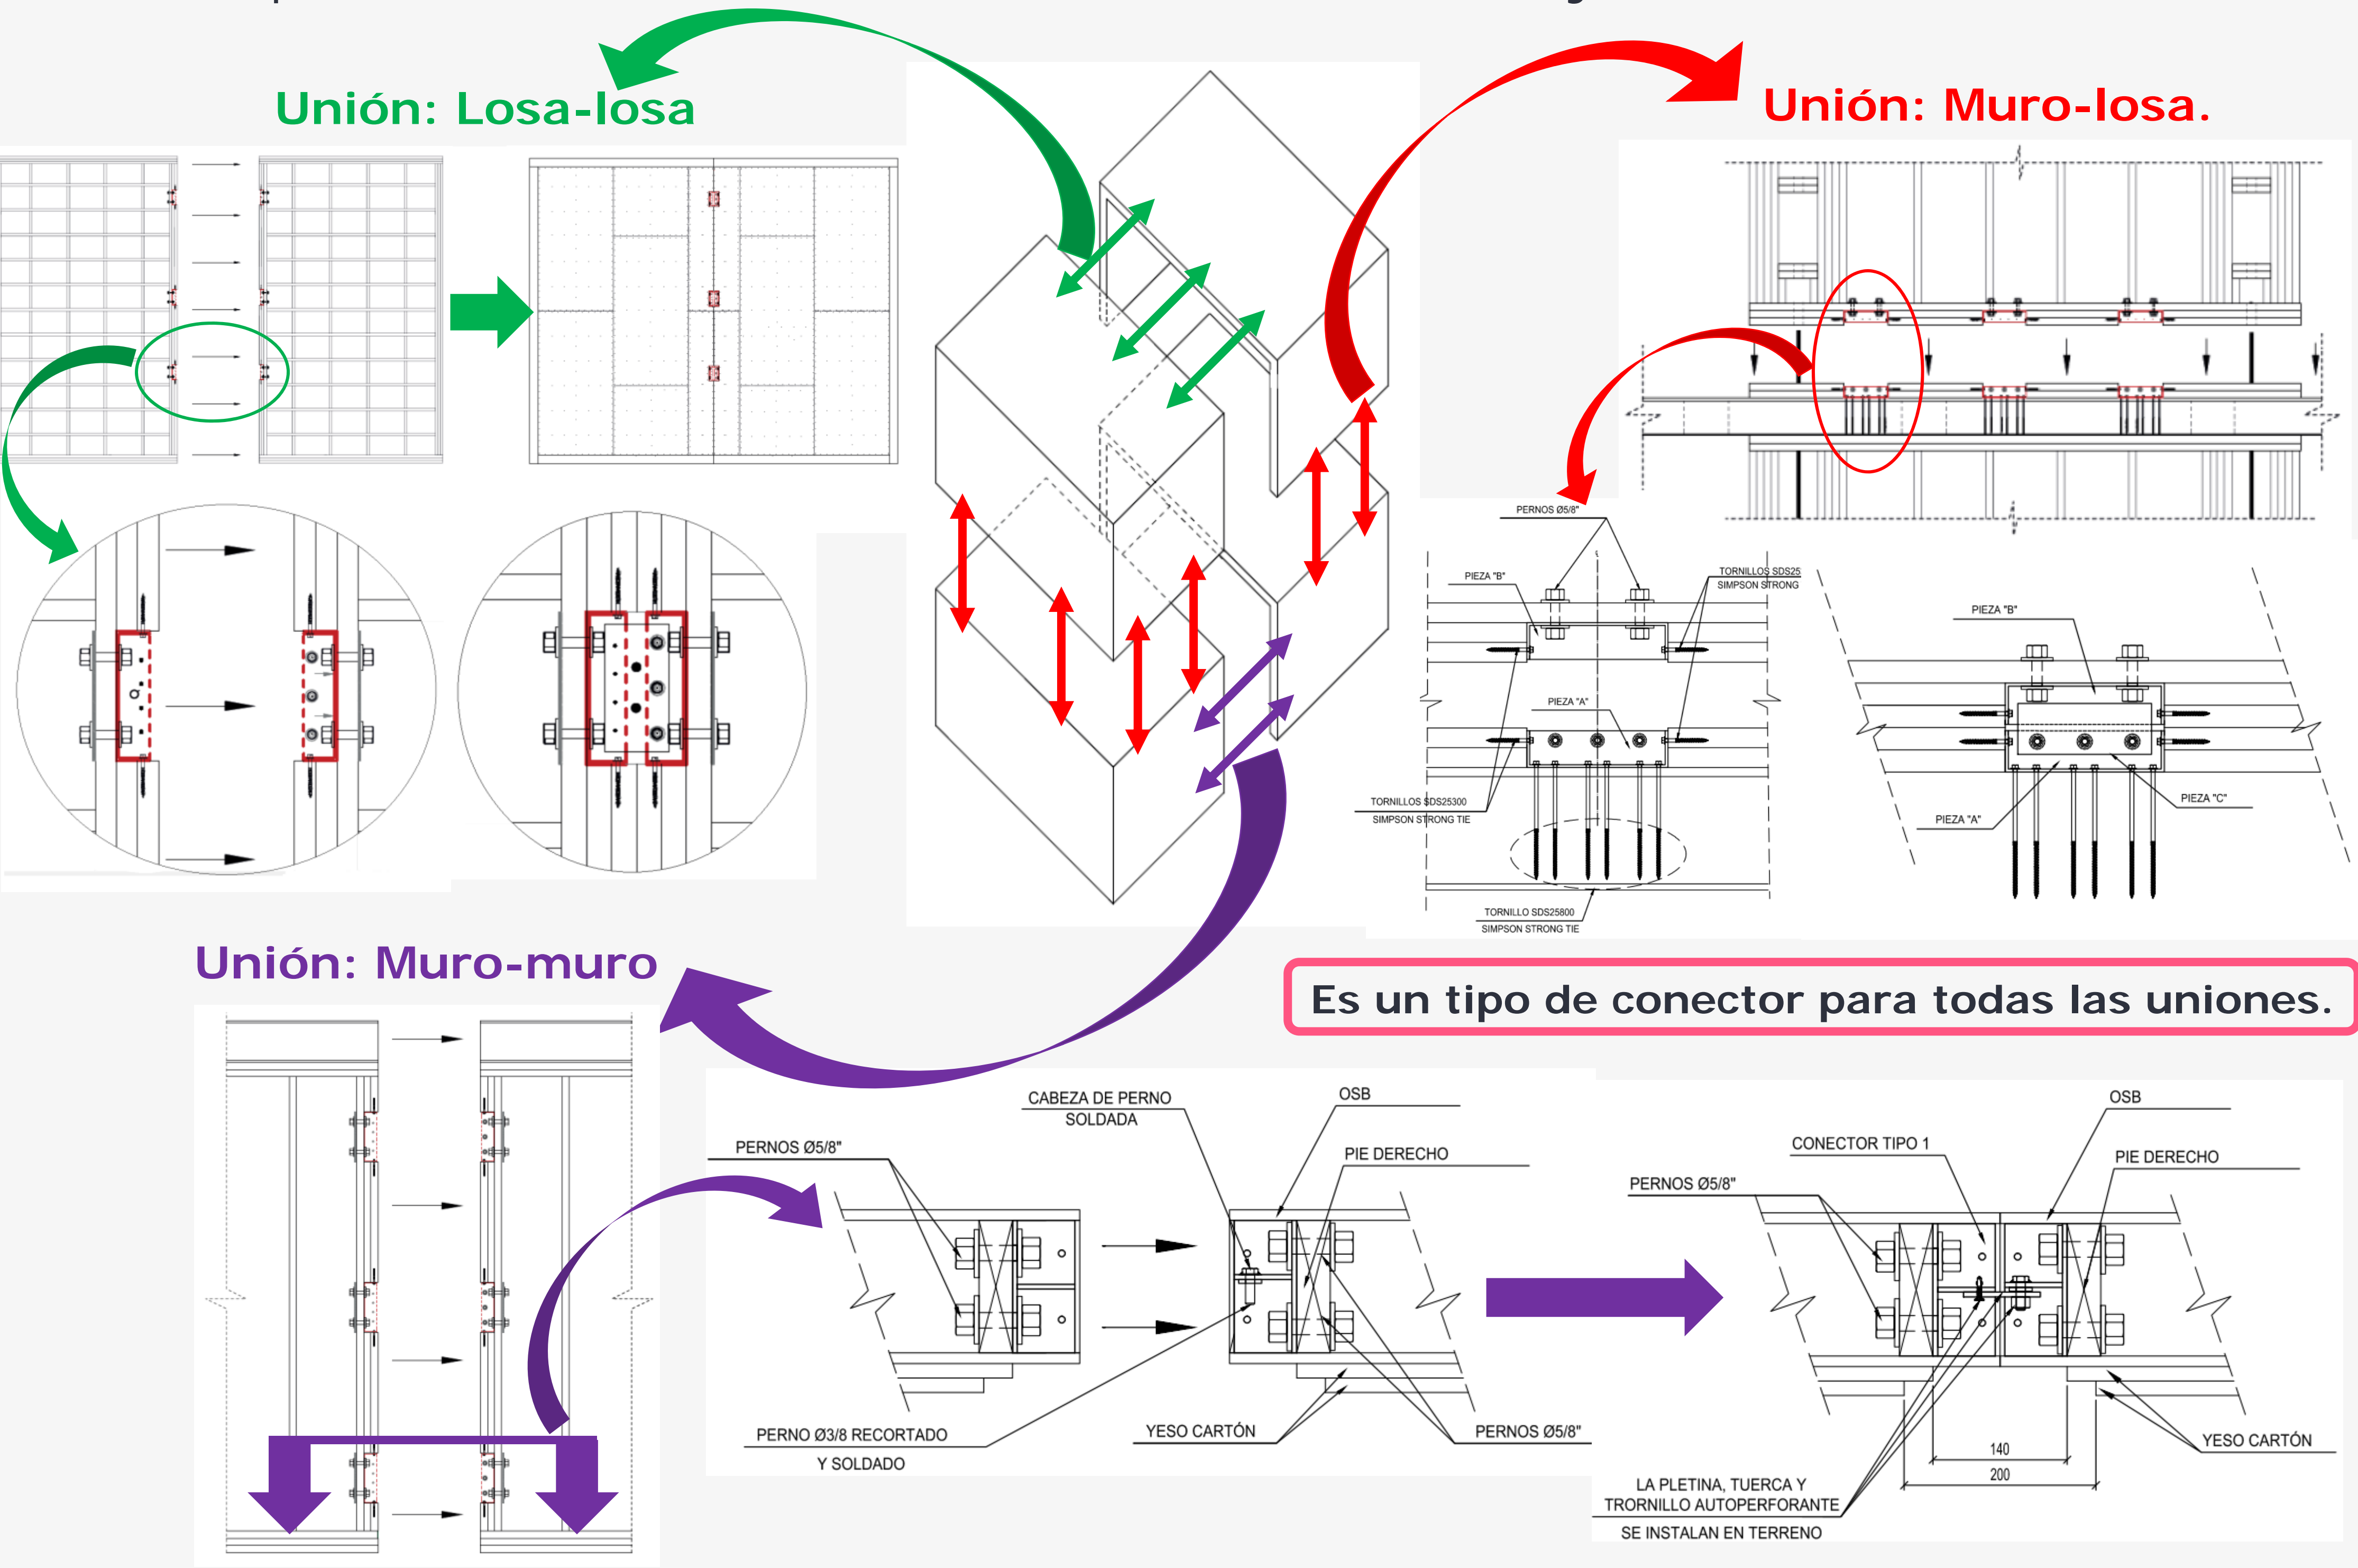 Unión: Losa-losa
Unión: Muro-losa.
PERNOS Ø5/8"
PIEZA "B"
TORNILLOS SDS25
SIMPSON STRONG
PIEZA "A"
TORNILLOS SDS25300
SIMPSON STRONG TIE
TORNILLO SDS25800
SIMPSON STRONG TIE
PIEZA "B"
PIEZA "C"
PIEZA "A"
Unión: Muro-muro
Es un tipo de conector para todas las uniones.
CABEZA DE PERNO
SOLDADA
OSB
PERNOS Ø5/8"
PIE DERECHO
PERNO Ø3/8 RECORTADO
Y SOLDADO
YESO CARTÓN
PERNOS Ø5/8"
OSB
CONECTOR TIPO 1
PIE DERECHO
PERNOS Ø5/8"
140
200
YESO CARTÓN
LA PLETINA, TUERCA Y
TRORNILLO AUTOPERFORANTE
SE INSTALAN EN TERRENO